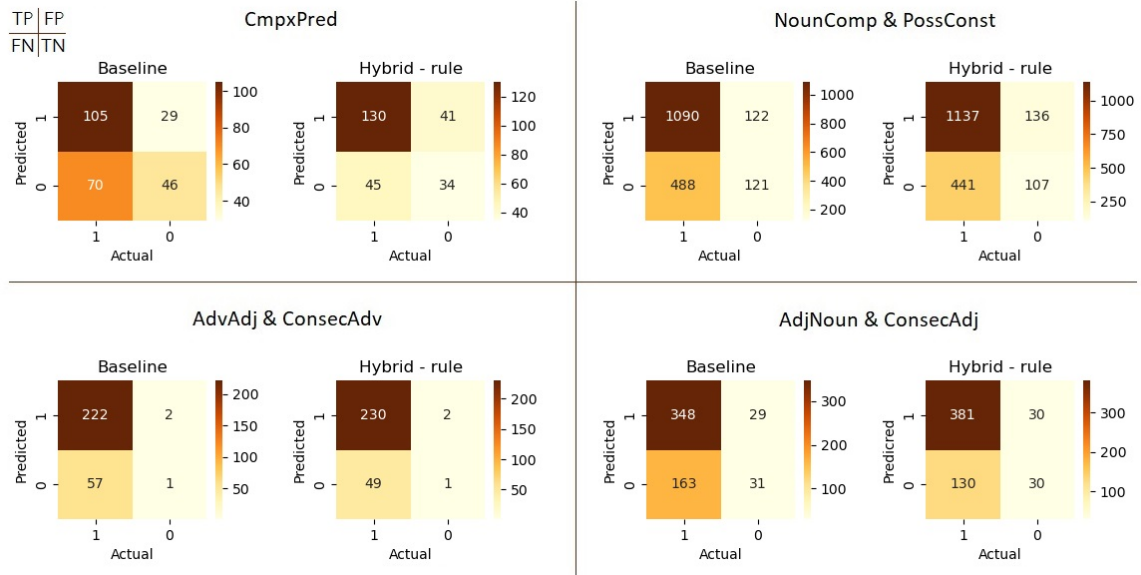 TP FP
FN TN
CmpxPred
Baseline
Predicted
1
0
105 29
70 46
1 0
Actual
100
80
60
40
Hybrid - rule
Predicted
1
0
130 41
45 34
1 0
Actual
120
100
80
60
40
NounComp & PossConst
Baseline
Predicted
1
0
1090 122
488 121
1 0
Actual
1000
800
600
400
200
Hybrid - rule
Predicted
1
0
1137 136
441 107
1 0
Actual
1000
750
500
250
AdvAdj & ConsecAdv
Baseline
Predicted
1
0
222 2
57 1
1 0
Actual
200
150
100
50
Hybrid - rule
Predicted
1
0
230 2
49 1
1 0
Actual
200
150
100
50
AdjNoun & ConsecAdj
Baseline
Predicted
1
0
348 29
163 31
1 0
Actual
300
200
100
Hybrid - rule
Predicred
1
0
381 30
130 30
1 0
Actual
300
200
100